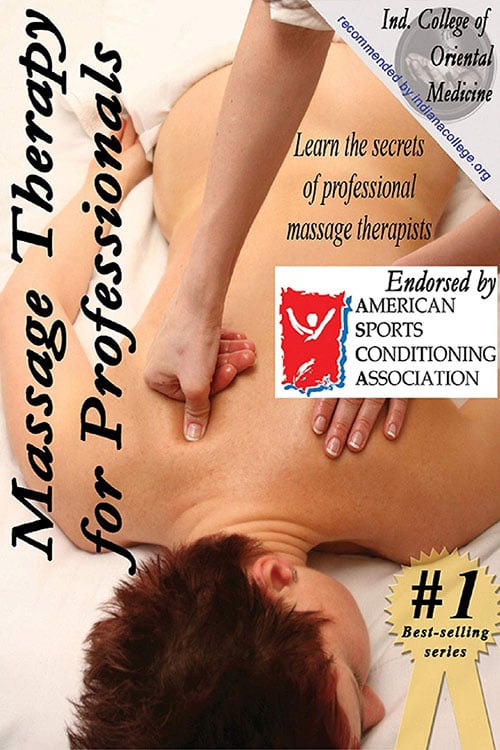 Massage Therapy
for Professionals
Ind. College of
Oriental
Medicine
recommended by indianacollege.org
Learn the secrets
of professional
massage therapists
Endorsed by
AMERICAN
SPORTS
CONDITIONING
ASSOCIATION
#1
Best-selling
series